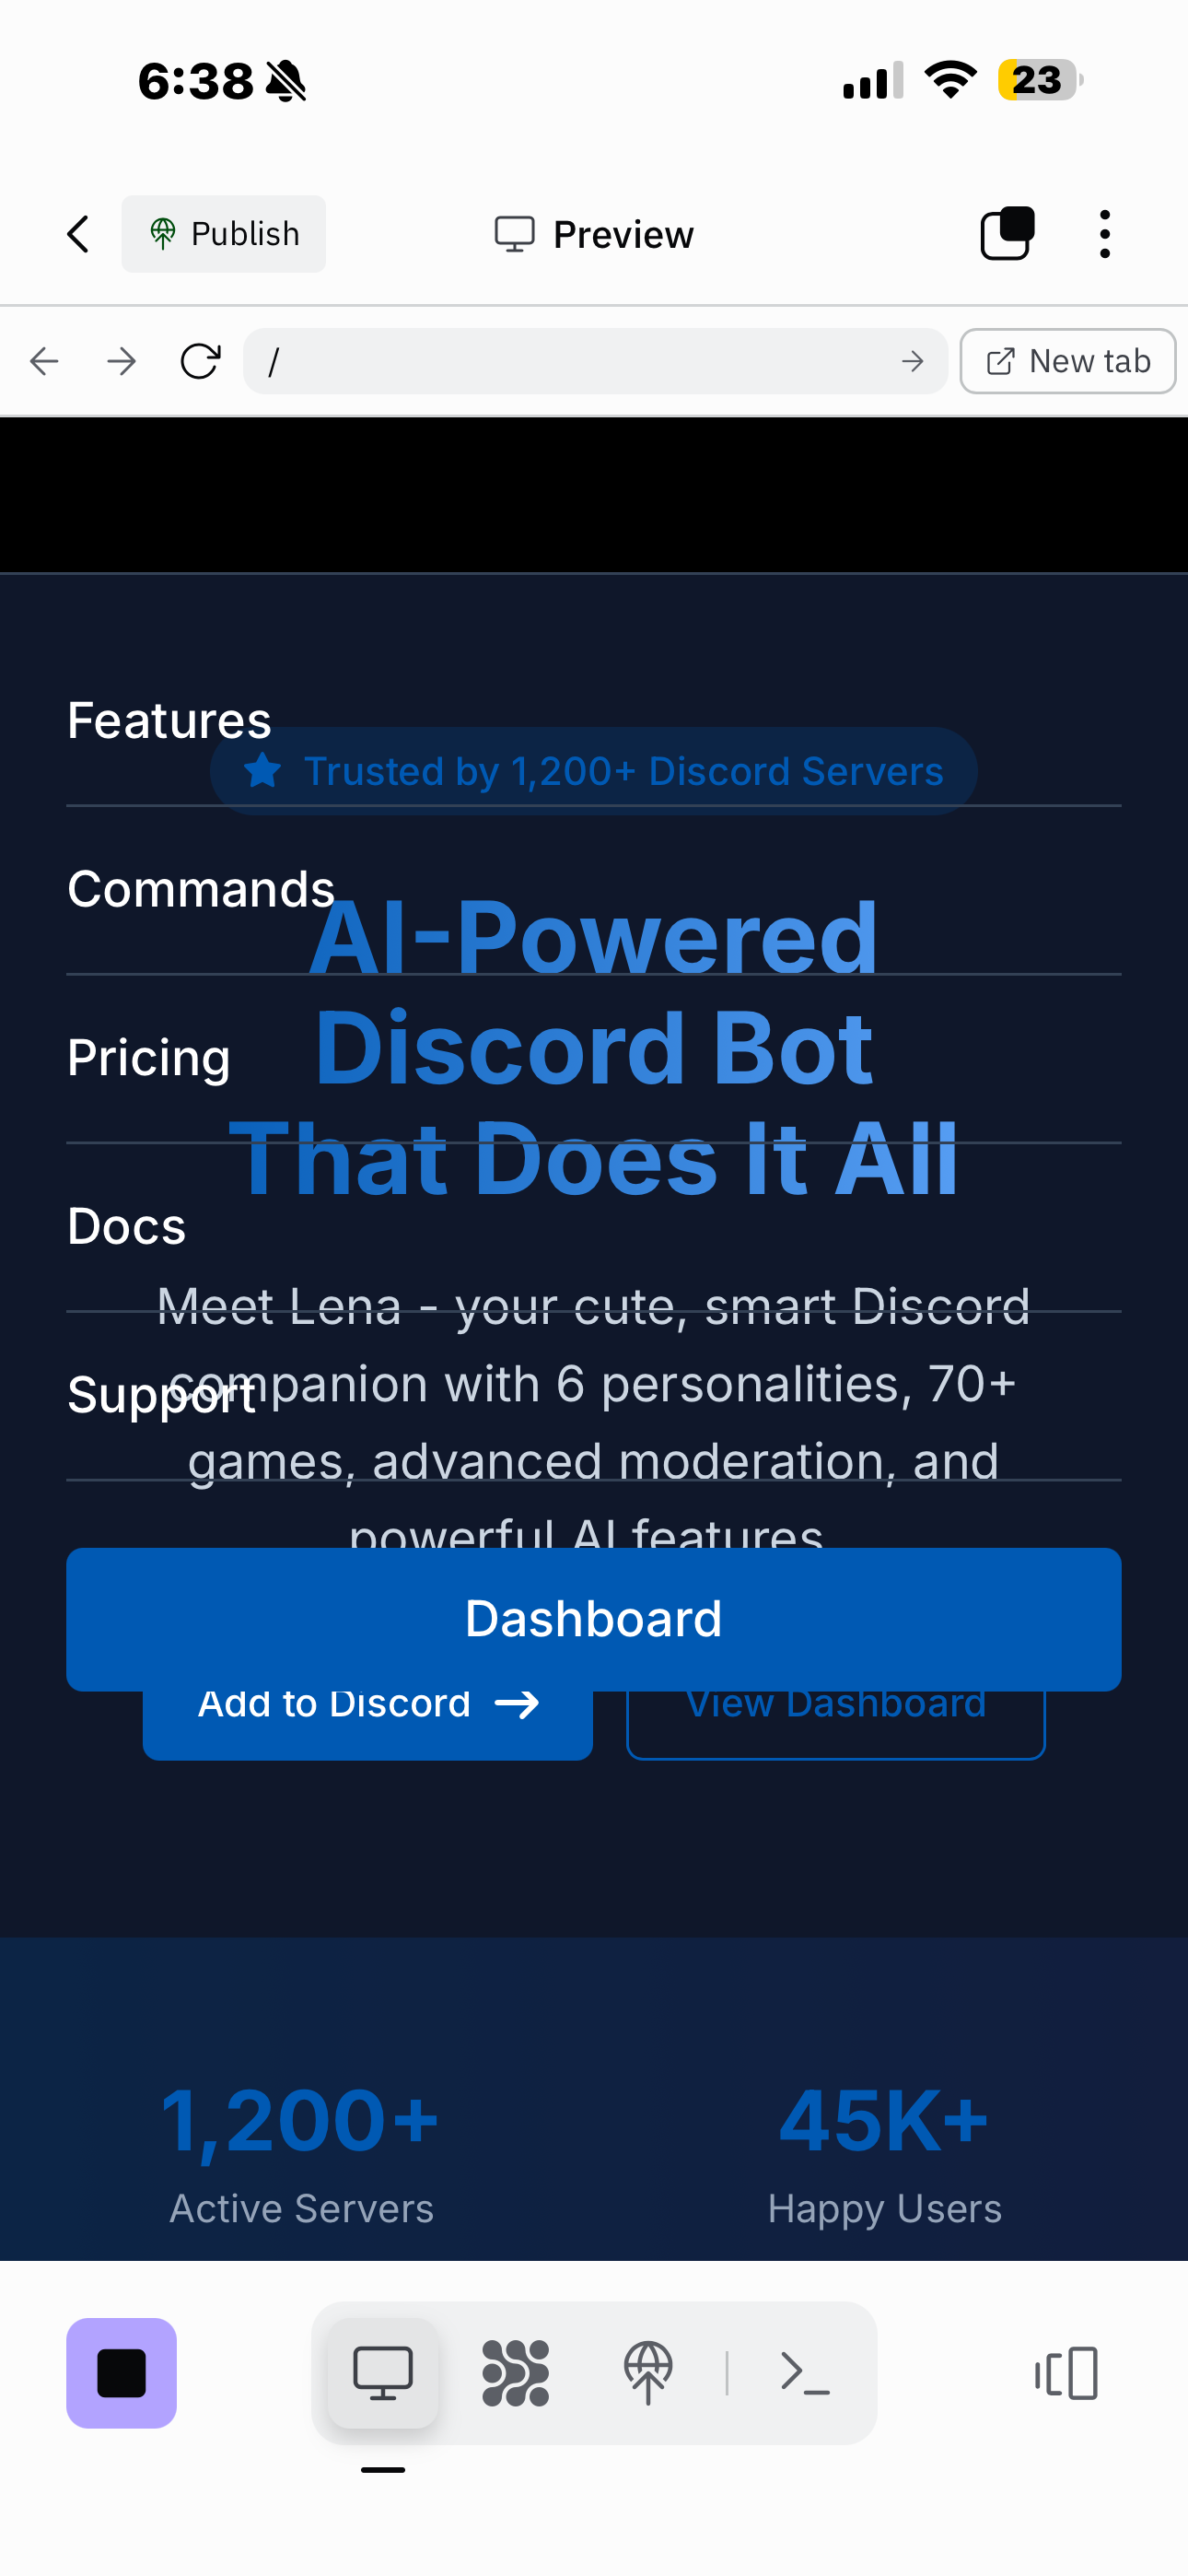 6:38
23
Publish
Preview
/
New tab
Features
Trusted by 1,200+ Discord Servers
Commands
AI-Powered
Discord Bot
Pricing
That Does It All
Docs
Meet Lena - your cute, smart Discord
companion with 6 personalities, 70+
Support
games, advanced moderation, and
powerful AI features
Dashboard
Add to Discord
View Dashboard
1,200+
45K+
Active Servers
Happy Users